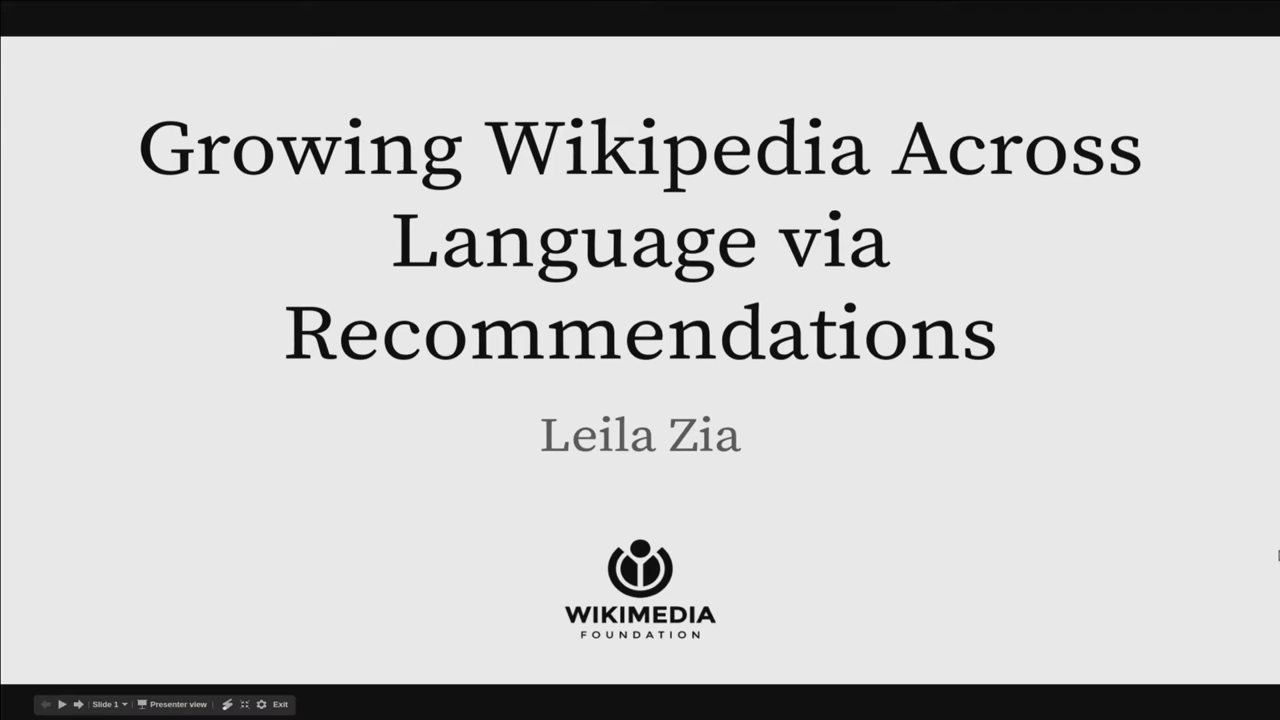 Growing Wikipedia Across
Language via
Recommendations
Leila Zia
WIKIMEDIA
FOUNDATION
Slide 1 Presenter view Exit